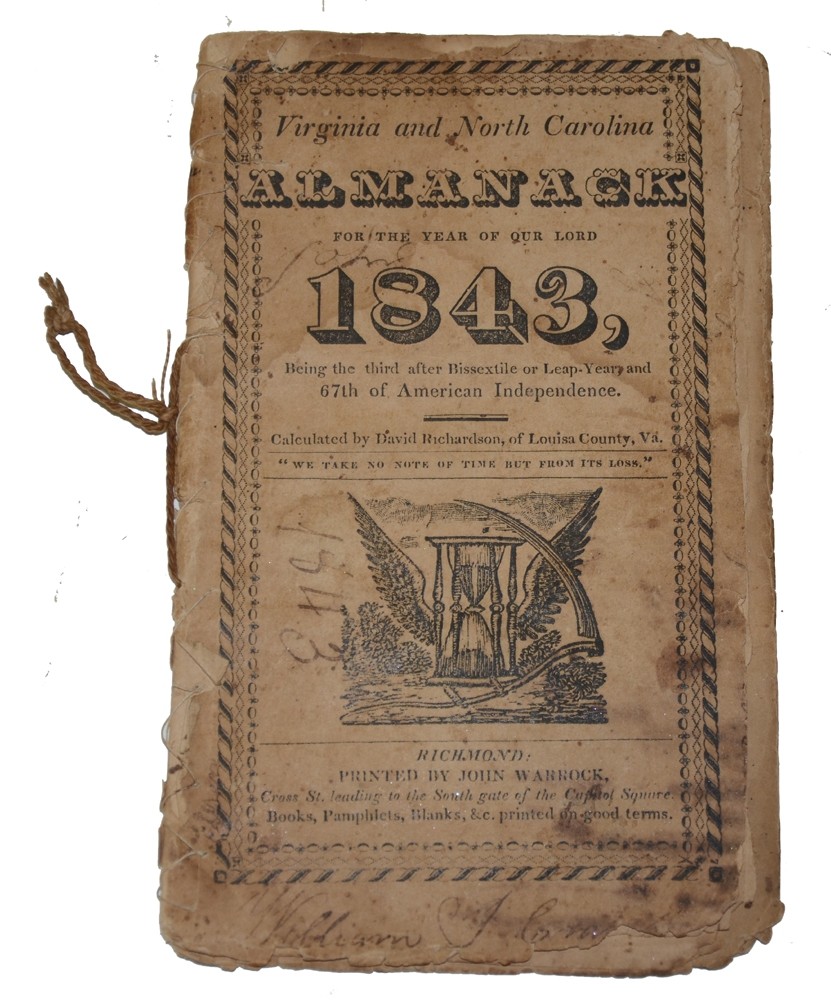 Virginia and North Carolina
ALMANACK
FOR THE YEAR OF OUR LORD
John
1843,
Being the third after Bissextile or Leap-Year, and
67th of American Independence.
Calculated by David Richardson, of Louisa County, Va.
"WE TAKE NO NOTE OF TIME BUT FROM ITS LOSS."
1843
RICHMOND:
PRINTED BY JOHN WARROCK,
Cross St. leading to the South gate of the Capitol Square.
Books, Pamphlets, Blanks, &c. printed on good terms.
William